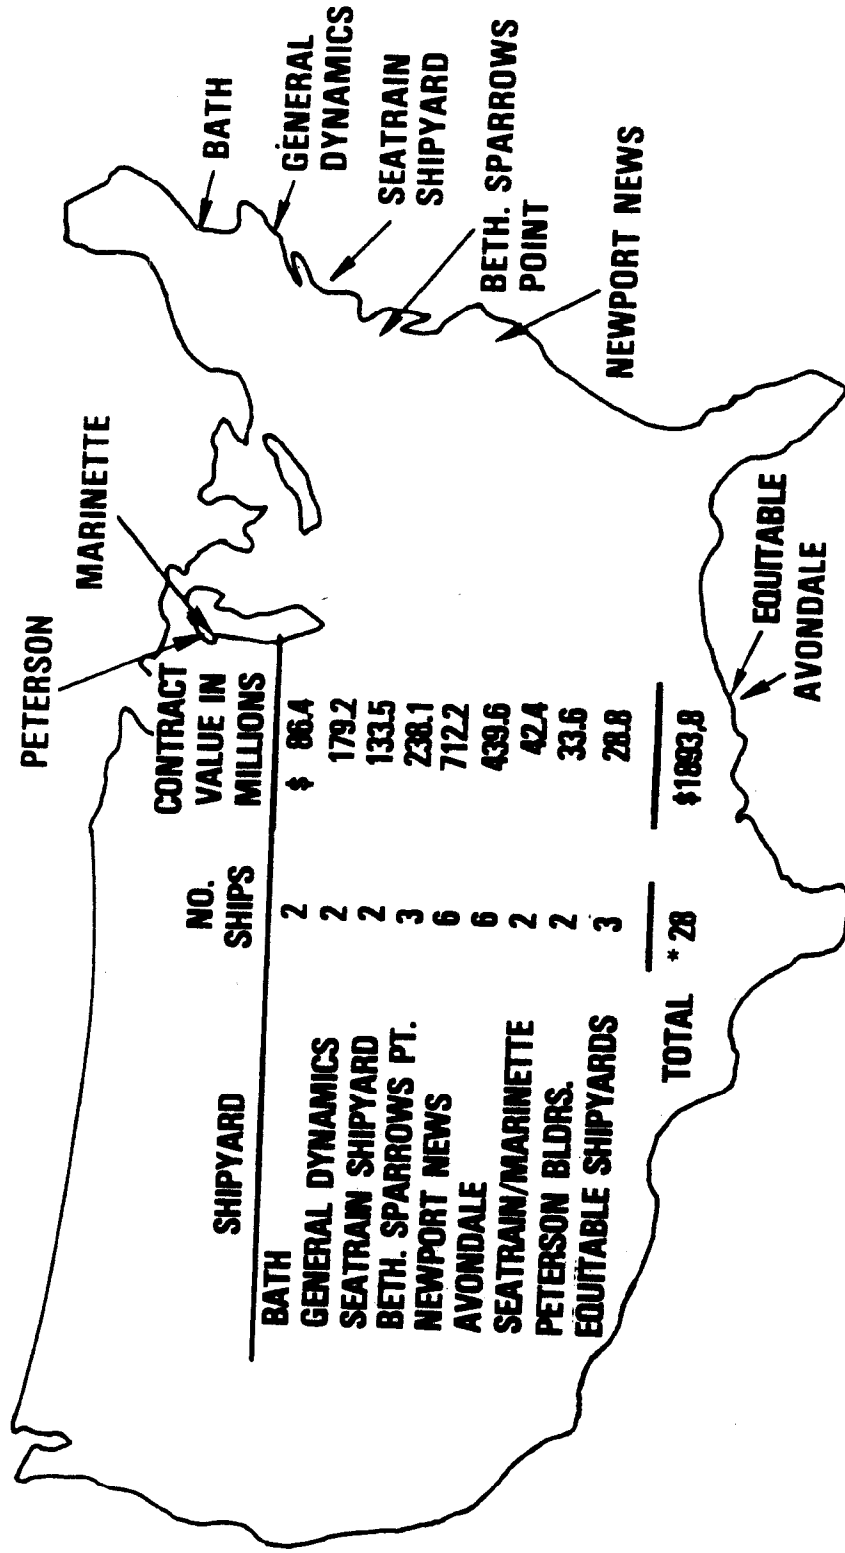 PETERSON
MARINETTE
BATH
GENERAL
DYNAMICS
SEATRAIN
SHIPYARD
BETH. SPARROWS
POINT
NEWPORT NEWS
EQUITABLE
AVONDALE
SHIPYARD NO. SHIPS CONTRACT VALUE IN MILLIONS
BATH 2 $ 86.4
GENERAL DYNAMICS 2 179.2
SEATRAIN SHIPYARD 2 133.5
BETH. SPARROWS PT. 3 238.1
NEWPORT NEWS 6 712.2
AVONDALE 6 439.6
SEATRAIN/MARINETTE 2 42.4
PETERSON BLDRS. 2 33.6
EQUITABLE SHIPYARDS 3 28.8
TOTAL * 28 $1893,8